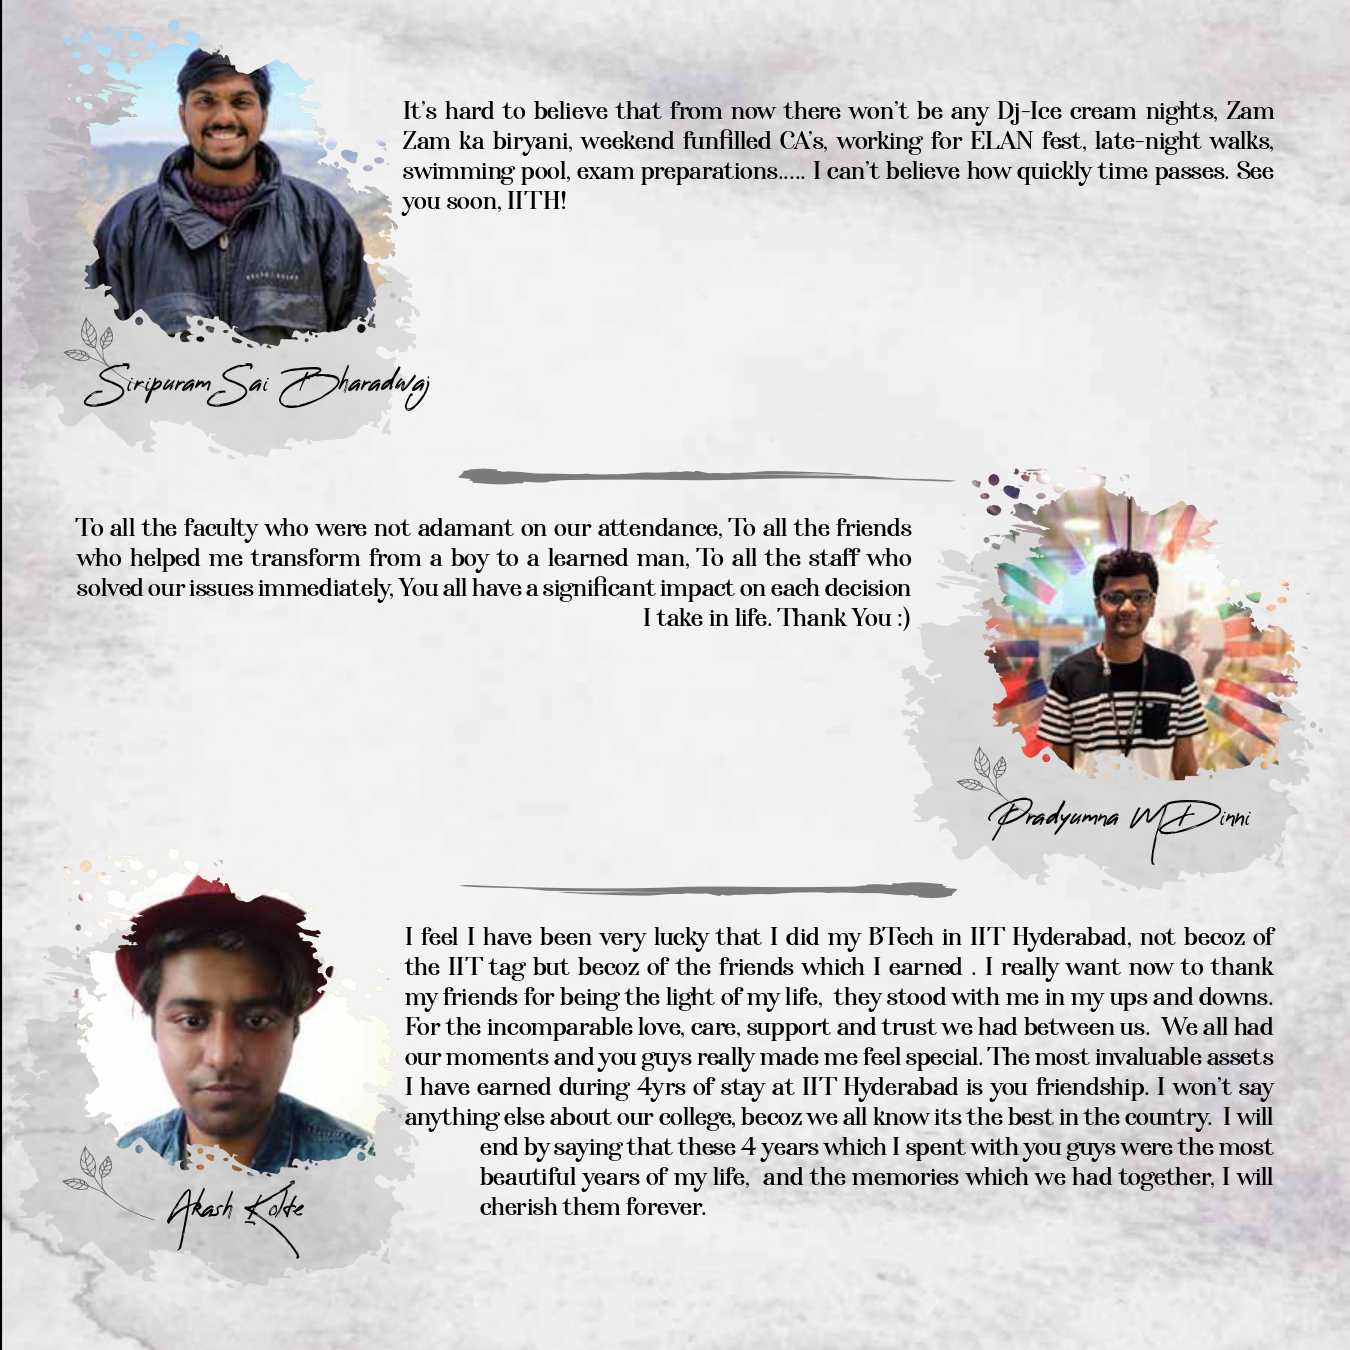 It's hard to believe that from now there won't be any Dj-Ice cream nights, Zam
Zam ka biryani, weekend funfilled CA's, working for ELAN fest, late-night walks,
swimming pool, exam preparations..... I can't believe how quickly time passes. See
you soon, IITH!
Siripuram Sai Bharadwaj
To all the faculty who were not adamant on our attendance, To all the friends
who helped me transform from a boy to a learned man, To all the staff who
solved our issues immediately, You all have a significant impact on each decision
I take in life. Thank You :)
Pradyumna M Dinni
I feel I have been very lucky that I did my BTech in IIT Hyderabad, not becoz of
the IIT tag but becoz of the friends which I earned . I really want now to thank
my friends for being the light of my life, they stood with me in my ups and downs.
For the incomparable love, care, support and trust we had between us. We all had
our moments and you guys really made me feel special. The most invaluable assets
I have earned during 4yrs of stay at IIT Hyderabad is you friendship. I won't say
anything else about our college, becoz we all know its the best in the country. I will
end by saying that these 4 years which I spent with you guys were the most
beautiful years of my life, and the memories which we had together, I will
cherish them forever.
Akash Kolte